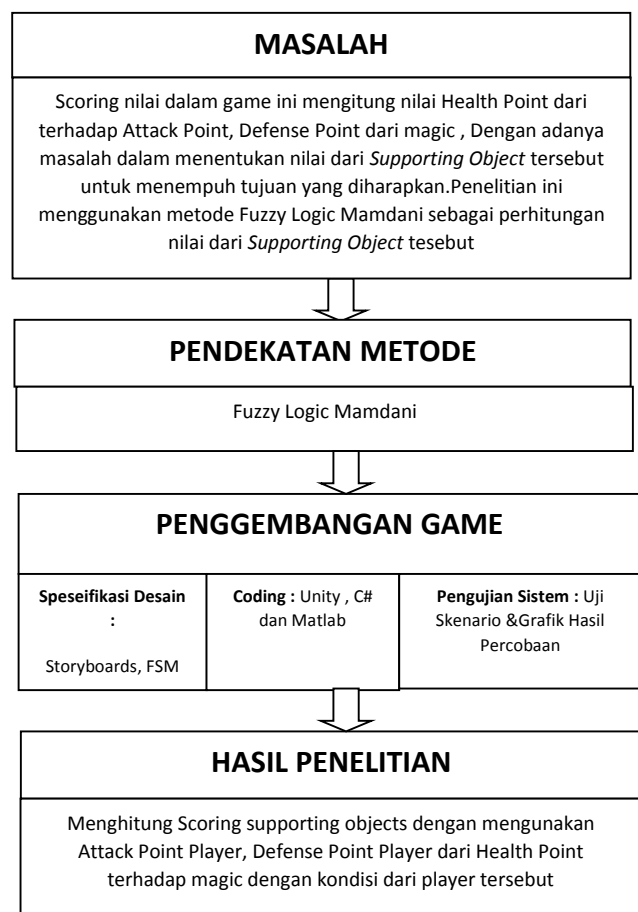 MASALAH
Scoring nilai dalam game ini mengitung nilai Health Point dari
terhadap Attack Point, Defense Point dari magic , Dengan adanya
masalah dalam menentukan nilai dari Supporting Object tersebut
untuk menempuh tujuan yang diharapkan.Penelitian ini
menggunakan metode Fuzzy Logic Mamdani sebagai perhitungan
nilai dari Supporting Object tesebut
PENDEKATAN METODE
Fuzzy Logic Mamdani
PENGGEMBANGAN GAME
Speseifikasi Desain
:
Storyboards, FSM
Coding : Unity , C#
dan Matlab
Pengujian Sistem : Uji
Skenario &Grafik Hasil
Percobaan
HASIL PENELITIAN
Menghitung Scoring supporting objects dengan mengunakan
Attack Point Player, Defense Point Player dari Health Point
terhadap magic dengan kondisi dari player tersebut